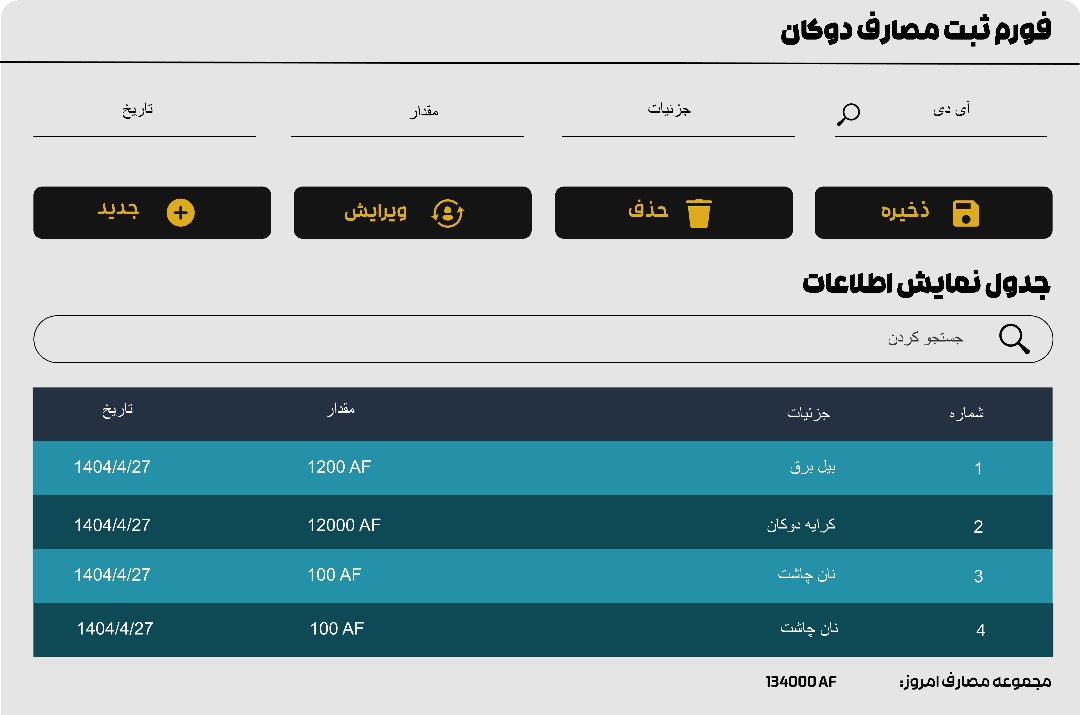 فورم ثبت مصارف دوکان
آی دی جزئیات مقدار تاریخ
ذخیره حذف ویرایش جدید
جدول نمایش اطلاعات
جستجو کردن
شماره جزئیات مقدار تاریخ
1 بیل برق 1200 AF 1404/4/27
2 کرایه دوکان 12000 AF 1404/4/27
3 نان چاشت 100 AF 1404/4/27
4 نان چاشت 100 AF 1404/4/27
مجموعه مصارف امروز: 134000 AF